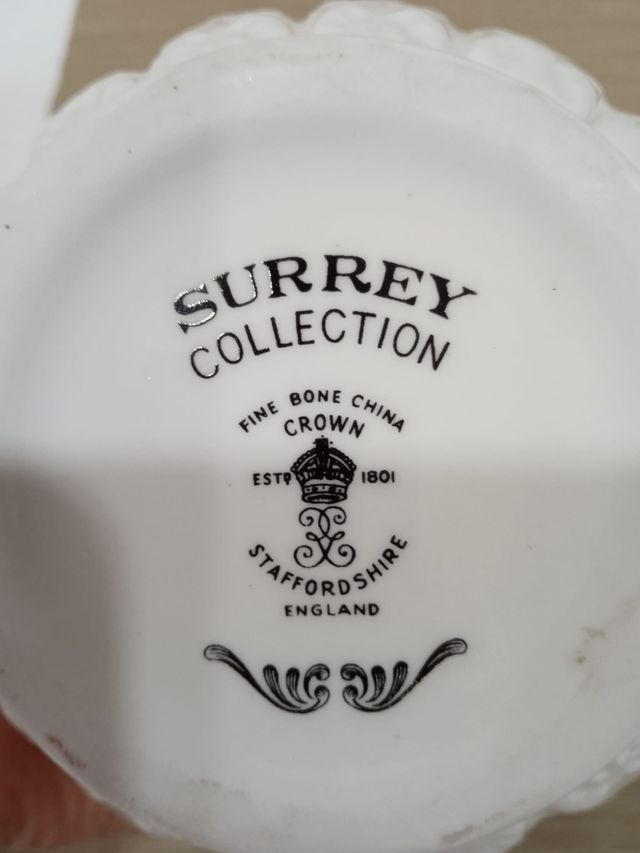 SURREY
COLLECTION
FINE BONE CHINA
CROWN
ESTD 1801
STAFFORDSHIRE
ENGLAND